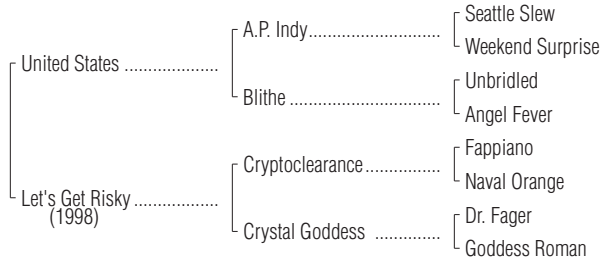 Seattle Slew
A.P. Indy............................
Weekend Surprise
United States ....................
Unbridled
Blithe ................................
Angel Fever
Fappiano
Cryptoclearance................
Naval Orange
Let's Get Risky ..................
(1998)
Dr. Fager
Crystal Goddess ..............
Goddess Roman